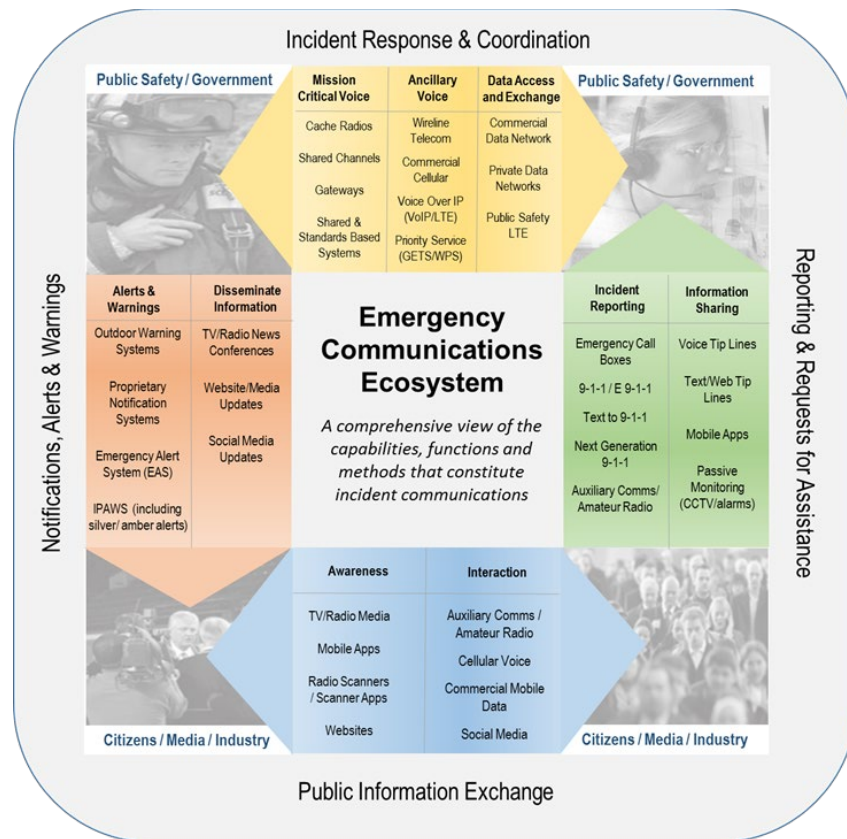 Incident Response & Coordination
Public Safety / Government
Mission
Critical Voice
Cache Radios
Shared Channels
Gateways
Shared &
Standards Based
Systems
Ancillary
Voice
Wireline
Telecom
Commercial
Cellular
Voice Over IP
(VoIP/LTE)
Priority Service
(GETS/WPS)
Data Access
and Exchange
Commercial
Data Network
Private Data
Networks
Public Safety
LTE
Public Safety / Government
Notifications, Alerts & Warnings
Alerts &
Warnings
Outdoor Warning
Systems
Proprietary
Notification
Systems
Emergency Alert
System (EAS)
IPAWS (including
silver/ amber alerts)
Disseminate
Information
TV/Radio News
Conferences
Website/Media
Updates
Social Media
Updates
Emergency
Communications
Ecosystem
A comprehensive view of the
capabilities, functions and
methods that constitute
incident communications
Incident
Reporting
Emergency Call
Boxes
9-1-1 / E 9-1-1
Text to 9-1-1
Next Generation
9-1-1
Auxiliary Comms/
Amateur Radio
Information
Sharing
Voice Tip Lines
Text/Web Tip
Lines
Mobile Apps
Passive
Monitoring
(CCTV/alarms)
Reporting & Requests for Assistance
Awareness
TV/Radio Media
Mobile Apps
Radio Scanners
/ Scanner Apps
Websites
Interaction
Auxiliary Comms /
Amateur Radio
Cellular Voice
Commercial Mobile
Data
Social Media
Citizens / Media / Industry
Citizens / Media / Industry
Public Information Exchange